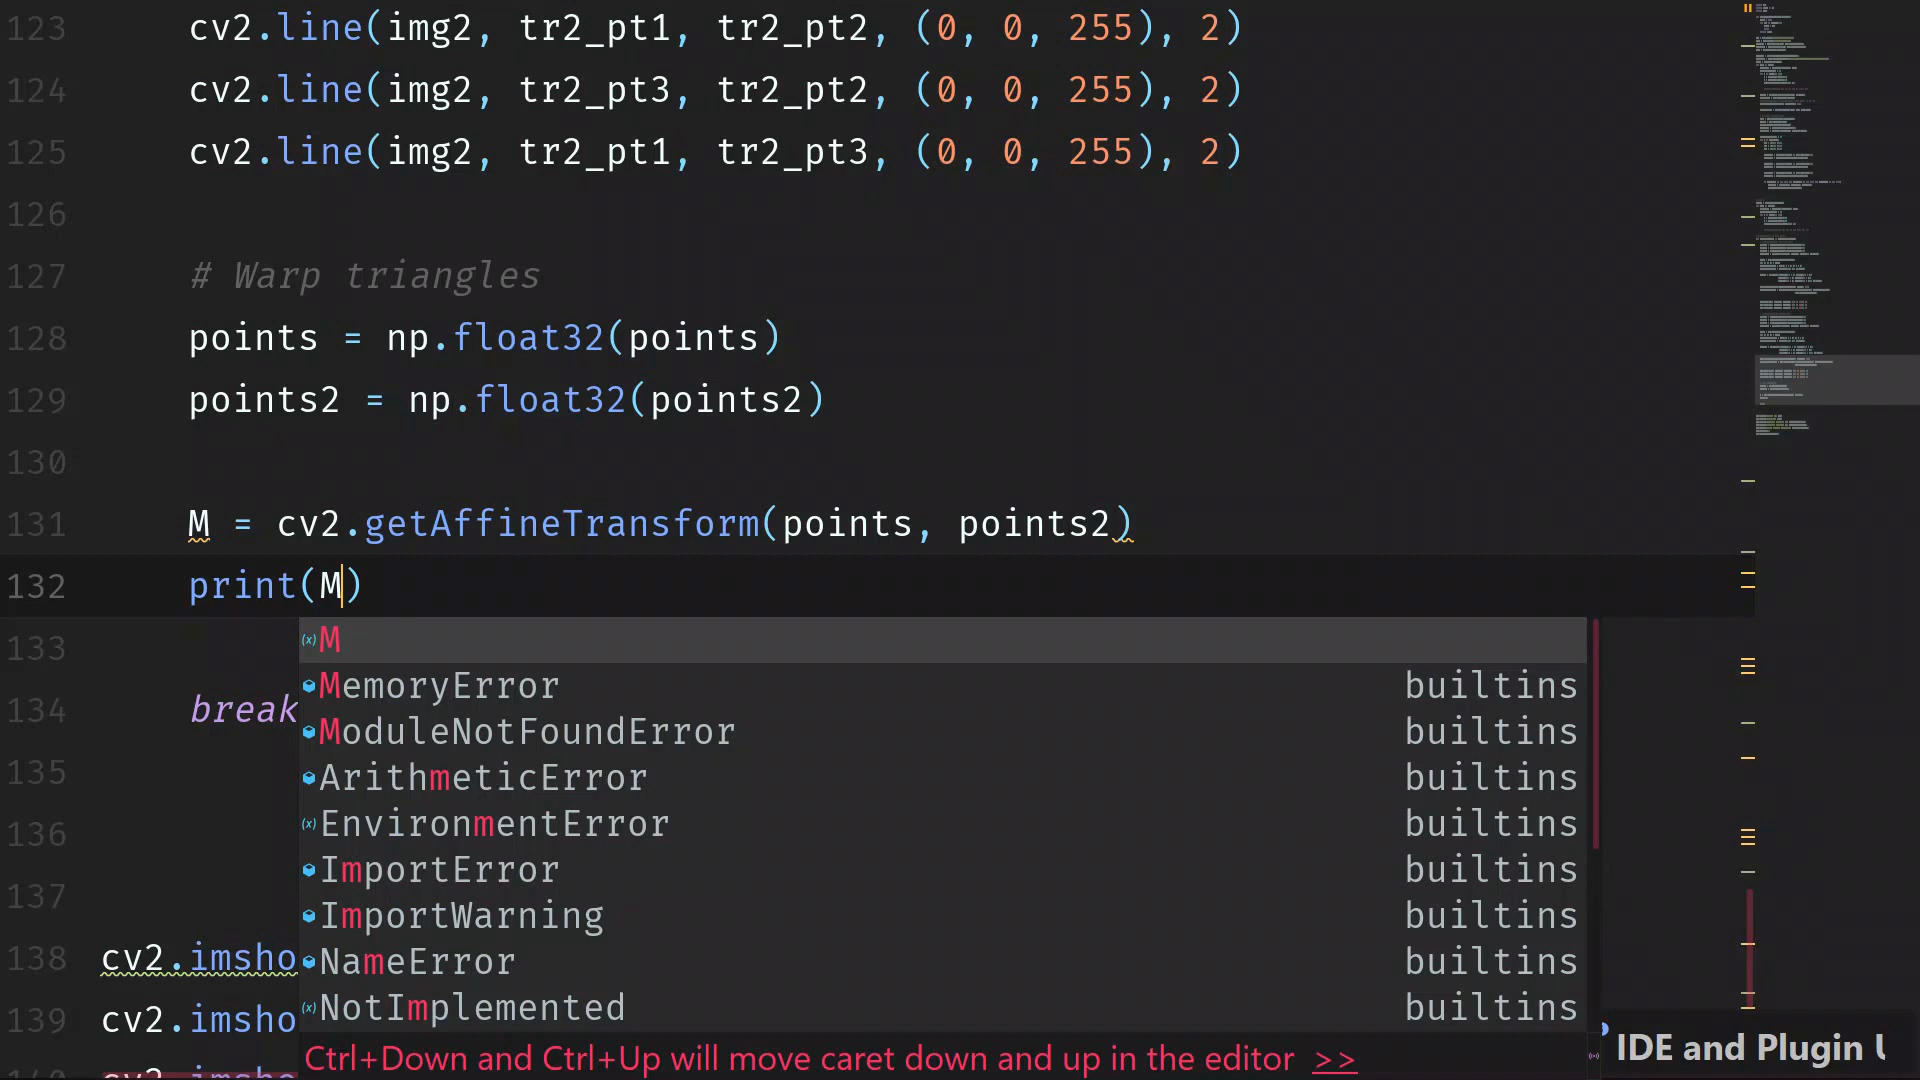 123 cv2.line(img2, tr2_pt1, tr2_pt2, (0, 0, 255), 2)
124 cv2.line(img2, tr2_pt3, tr2_pt2, (0, 0, 255), 2)
125 cv2.line(img2, tr2_pt1, tr2_pt3, (0, 0, 255), 2)
126
127 # Warp triangles
128 points = np.float32(points)
129 points2 = np.float32(points2)
130
131 M = cv2.getAffineTransform(points, points2)
132 print(M)
133 M
MemoryError builtins
134 break ModuleNotFoundError builtins
135 ArithmeticError builtins
136 EnvironmentError builtins
ImportError builtins
137 ImportWarning builtins
138 cv2.imsho NameError builtins
139 cv2.imsho NotImplemented builtins
Ctrl+Down and Ctrl+Up will move caret down and up in the editor >>
IDE and Plugin
140 cv2.imsho